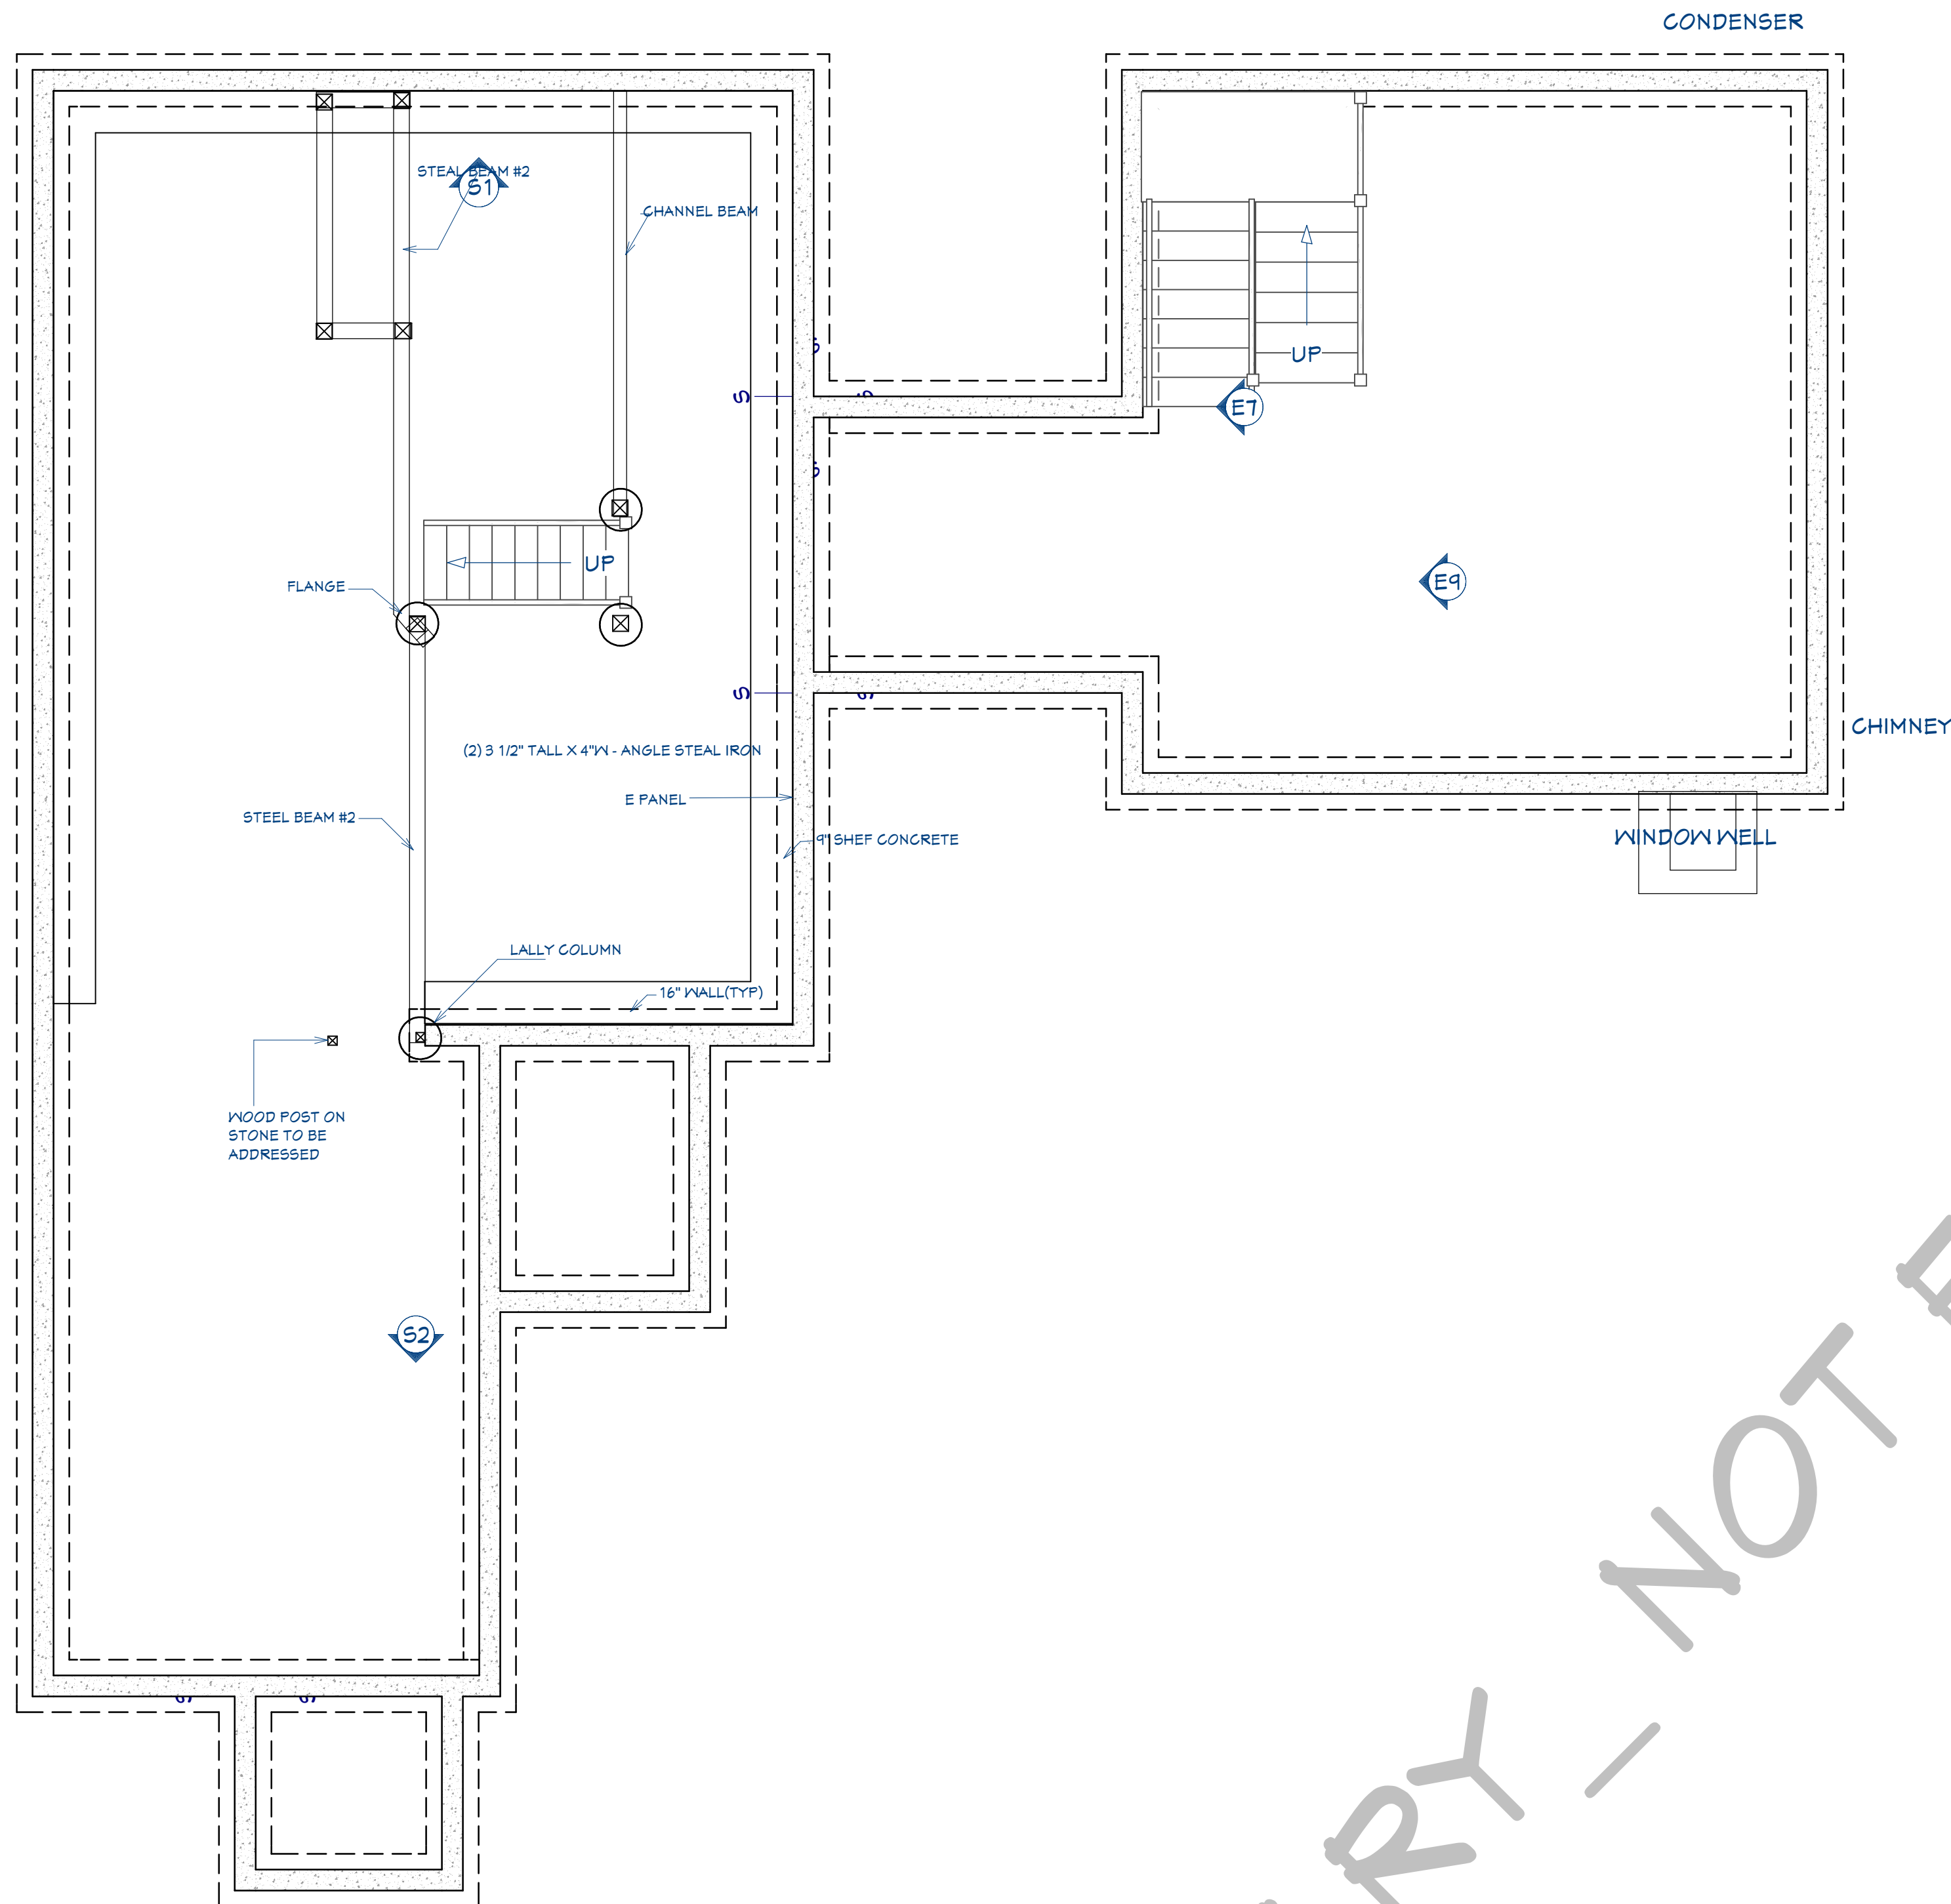 CONDENSER
STEAL BEAM #2
S1
CHANNEL BEAM
UP
S
S
S
S
E7
UP
FLANGE
E9
S
S
CHIMNEY
(2) 3 1/2" TALL X 4"W - ANGLE STEAL IRON
E PANEL
STEEL BEAM #2
9" SHEF CONCRETE
WINDOW WELL
LALLY COLUMN
16" WALL(TYP)
WOOD POST ON
STONE TO BE
ADDRESSED
S2
S
S
RY_NOT